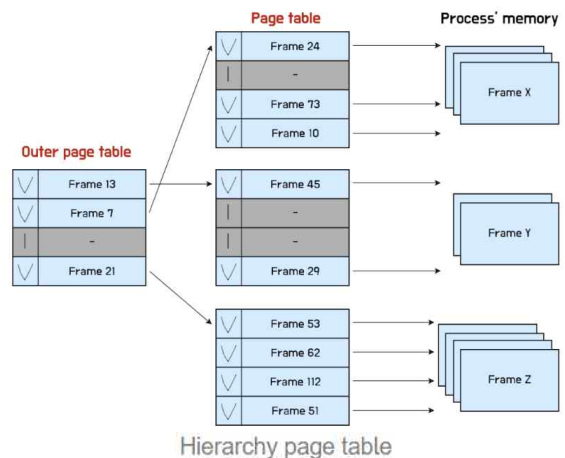 Page table
Process' memory
Outer page table
V Frame 13
V Frame 7
I -
V Frame 21
V Frame 24
I -
V Frame 73
V Frame 10
V Frame 45
I -
I -
V Frame 29
V Frame 53
V Frame 62
V Frame 112
V Frame 51
Frame X
Frame Y
Frame Z
Hierarchy page table